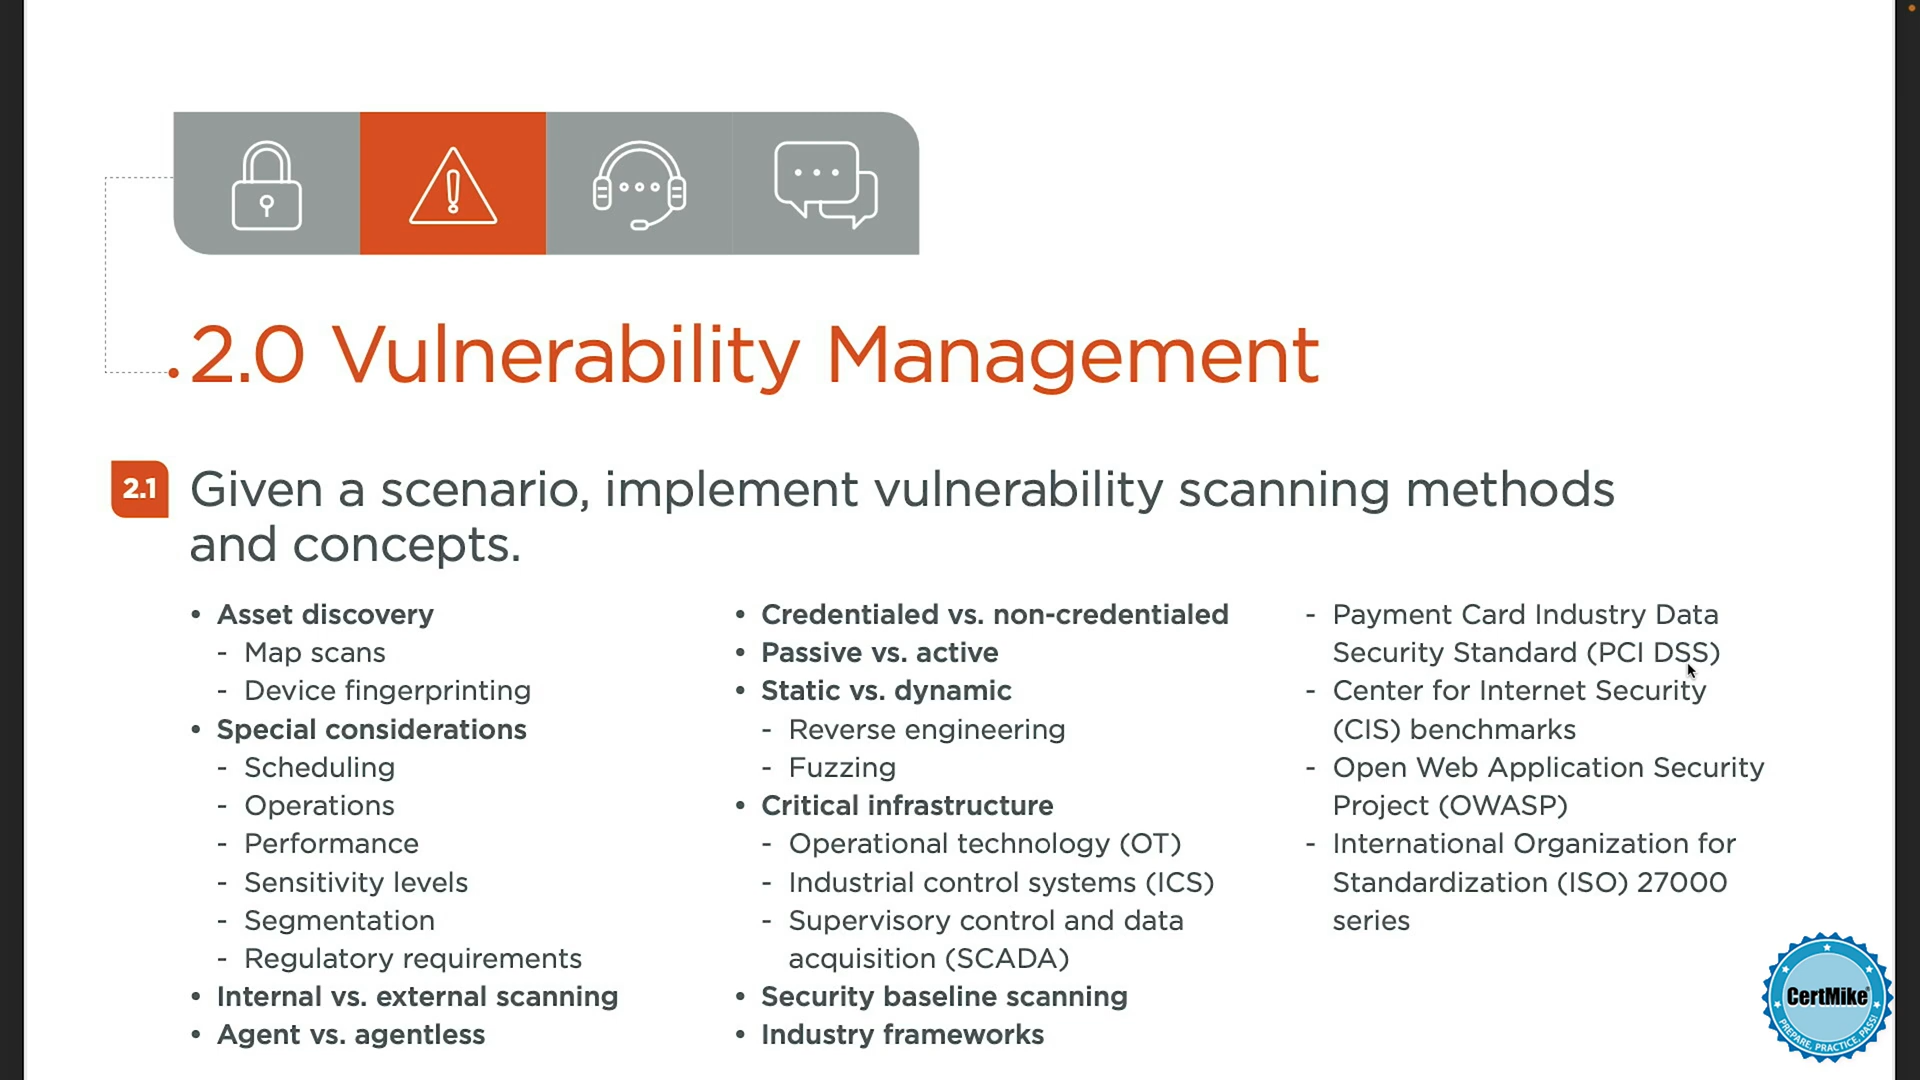 2.0 Vulnerability Management
2.1
Given a scenario, implement vulnerability scanning methods
and concepts.
• Asset discovery
- Map scans
- Device fingerprinting
• Special considerations
- Scheduling
- Operations
- Performance
- Sensitivity levels
- Segmentation
- Regulatory requirements
• Internal vs. external scanning
• Agent vs. agentless
• Credentialed vs. non-credentialed
• Passive vs. active
• Static vs. dynamic
- Reverse engineering
- Fuzzing
• Critical infrastructure
- Operational technology (OT)
- Industrial control systems (ICS)
- Supervisory control and data
acquisition (SCADA)
• Security baseline scanning
• Industry frameworks
- Payment Card Industry Data
Security Standard (PCI DSS)
- Center for Internet Security
(CIS) benchmarks
- Open Web Application Security
Project (OWASP)
- International Organization for
Standardization (ISO) 27000
series
CertMike
PREPARE, PRACTICE, PASS!